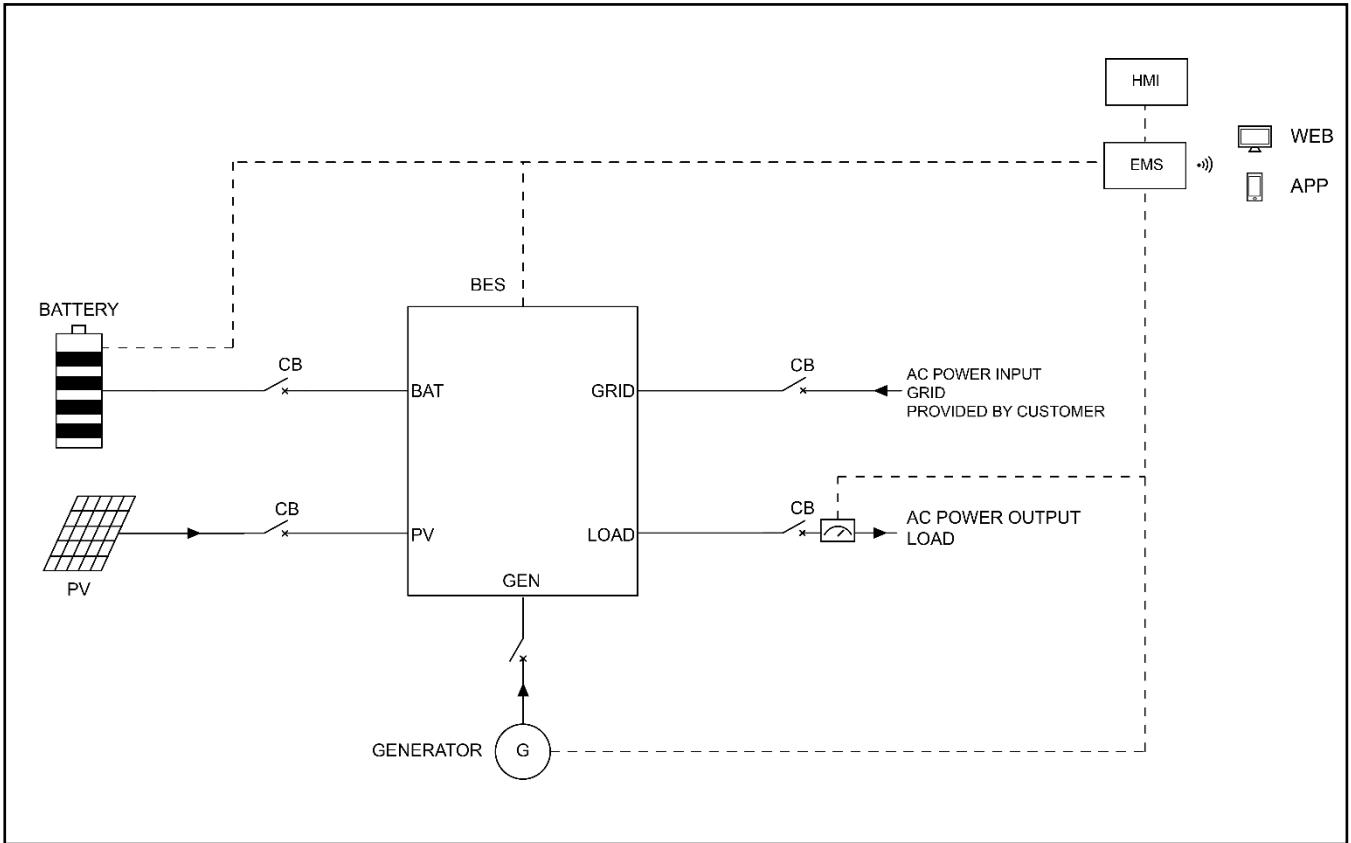 HMI
WEB
EMS
APP
BES
BATTERY
CB
CB
BAT
GRID
AC POWER INPUT
GRID
PROVIDED BY CUSTOMER
CB
CB
PV
LOAD
AC POWER OUTPUT
LOAD
PV
GEN
GENERATOR
G